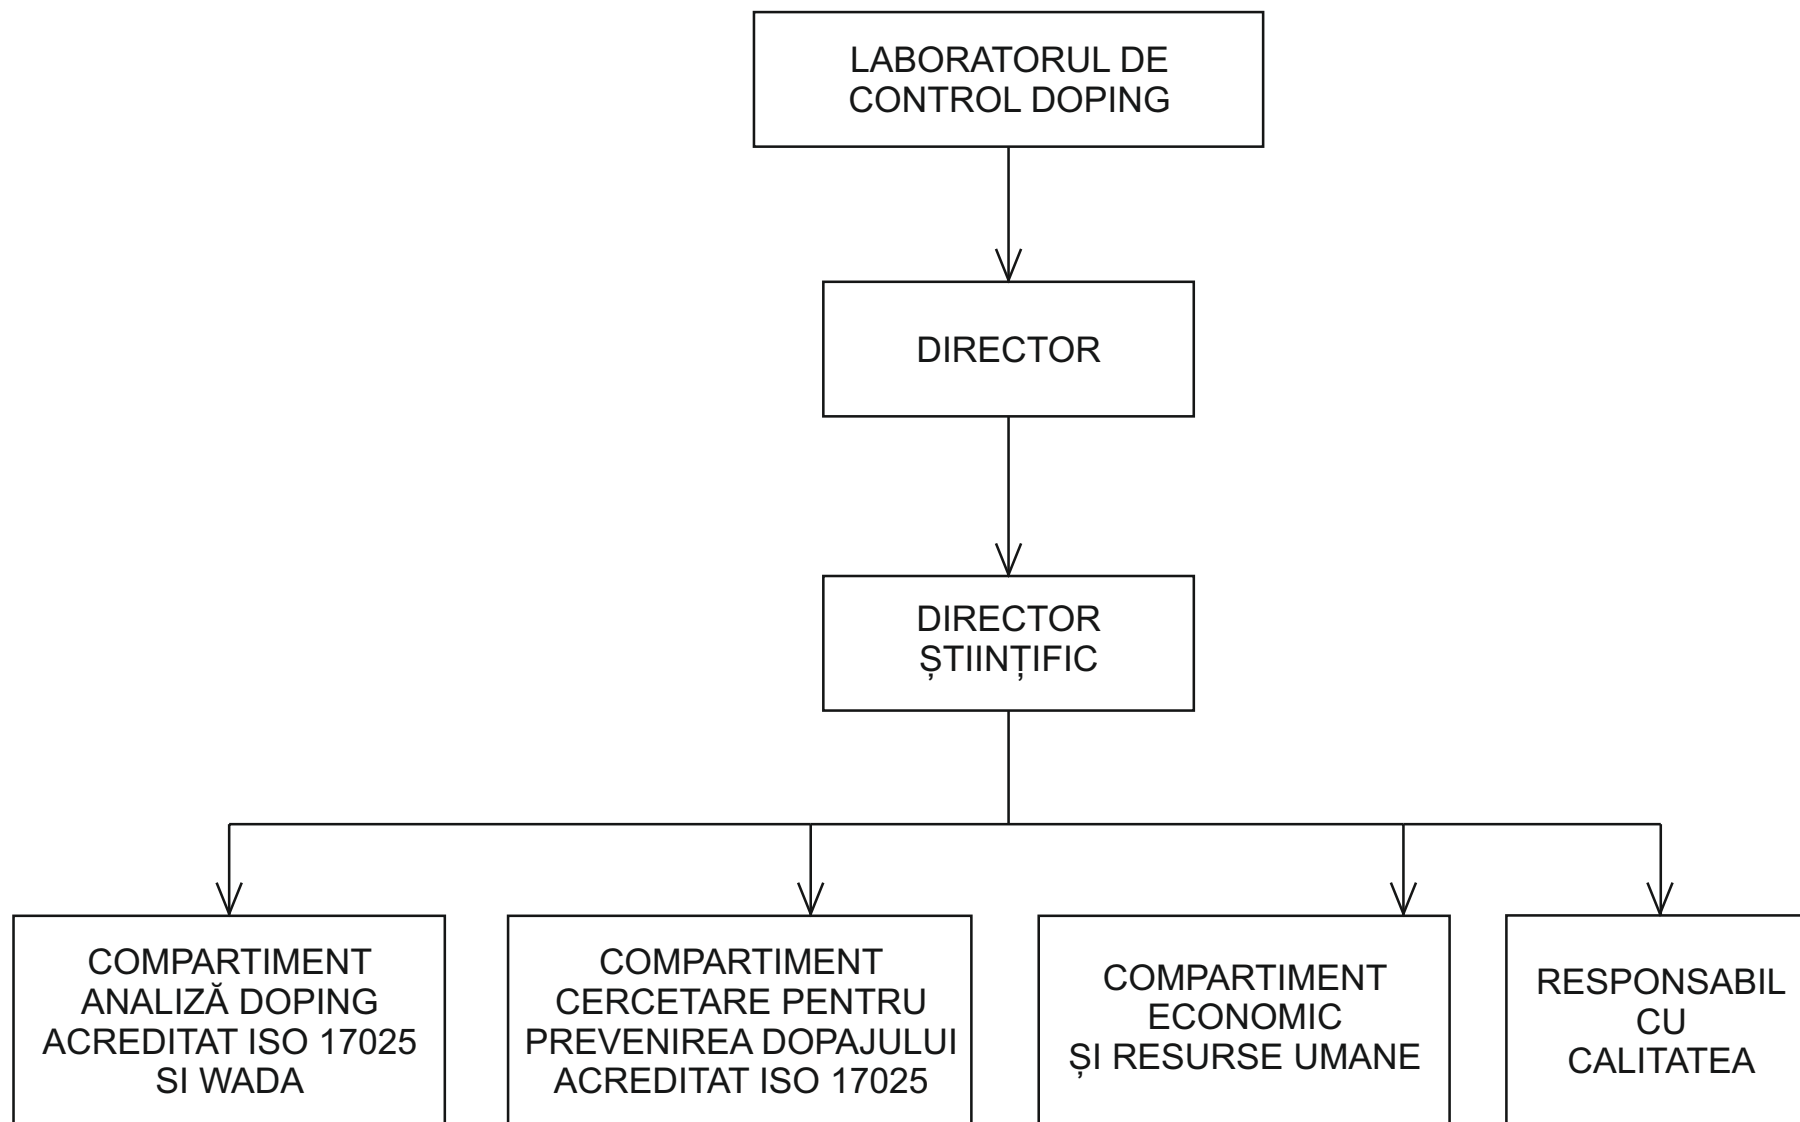 LABORATORUL DE
CONTROL DOPING
DIRECTOR
DIRECTOR
ȘTIINȚIFIC
COMPARTIMENT
ANALIZĂ DOPING
ACREDITAT ISO 17025
SI WADA
COMPARTIMENT
CERCETARE PENTRU
PREVENIREA DOPAJULUI
ACREDITAT ISO 17025
COMPARTIMENT
ECONOMIC
ȘI RESURSE UMANE
RESPONSABIL
CU
CALITATEA